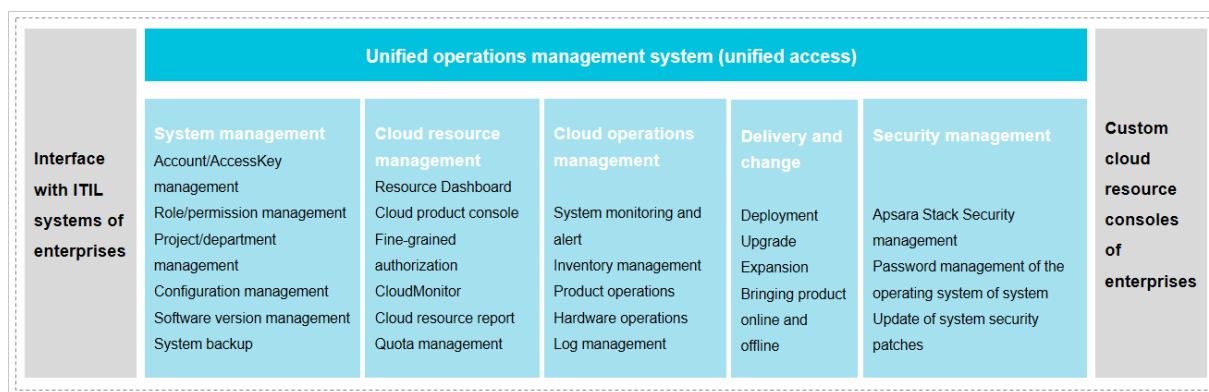 Unified operations management system (unified access)
Interface
with ITIL
systems of
enterprises
System management
Account/AccessKey
management
Role/permission management
Project/department
management
Configuration management
Software version management
System backup
Cloud resource
management
Resource Dashboard
Cloud product console
Fine-grained
authorization
CloudMonitor
Cloud resource report
Quota management
Cloud operations
management
System monitoring and
alert
Inventory management
Product operations
Hardware operations
Log management
Delivery and
change
Deployment
Upgrade
Expansion
Bringing product
online and
offline
Security management
Apsara Stack Security
management
Password management of the
operating system of system
Update of system security
patches
Custom
cloud
resource
consoles
of
enterprises